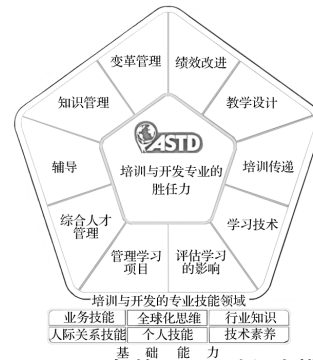 变革管理 绩效改进
知识管理 教学设计
ASTD
辅导 培训与开发专业的 培训传递
胜任力
综合人才 学习技术
管理
管理学习 评估学习
项目 的影响
培训与开发的专业技能领域
业务技能 全球化思维 行业知识
人际关系技能 个人技能 技术素养
基 础 能 力